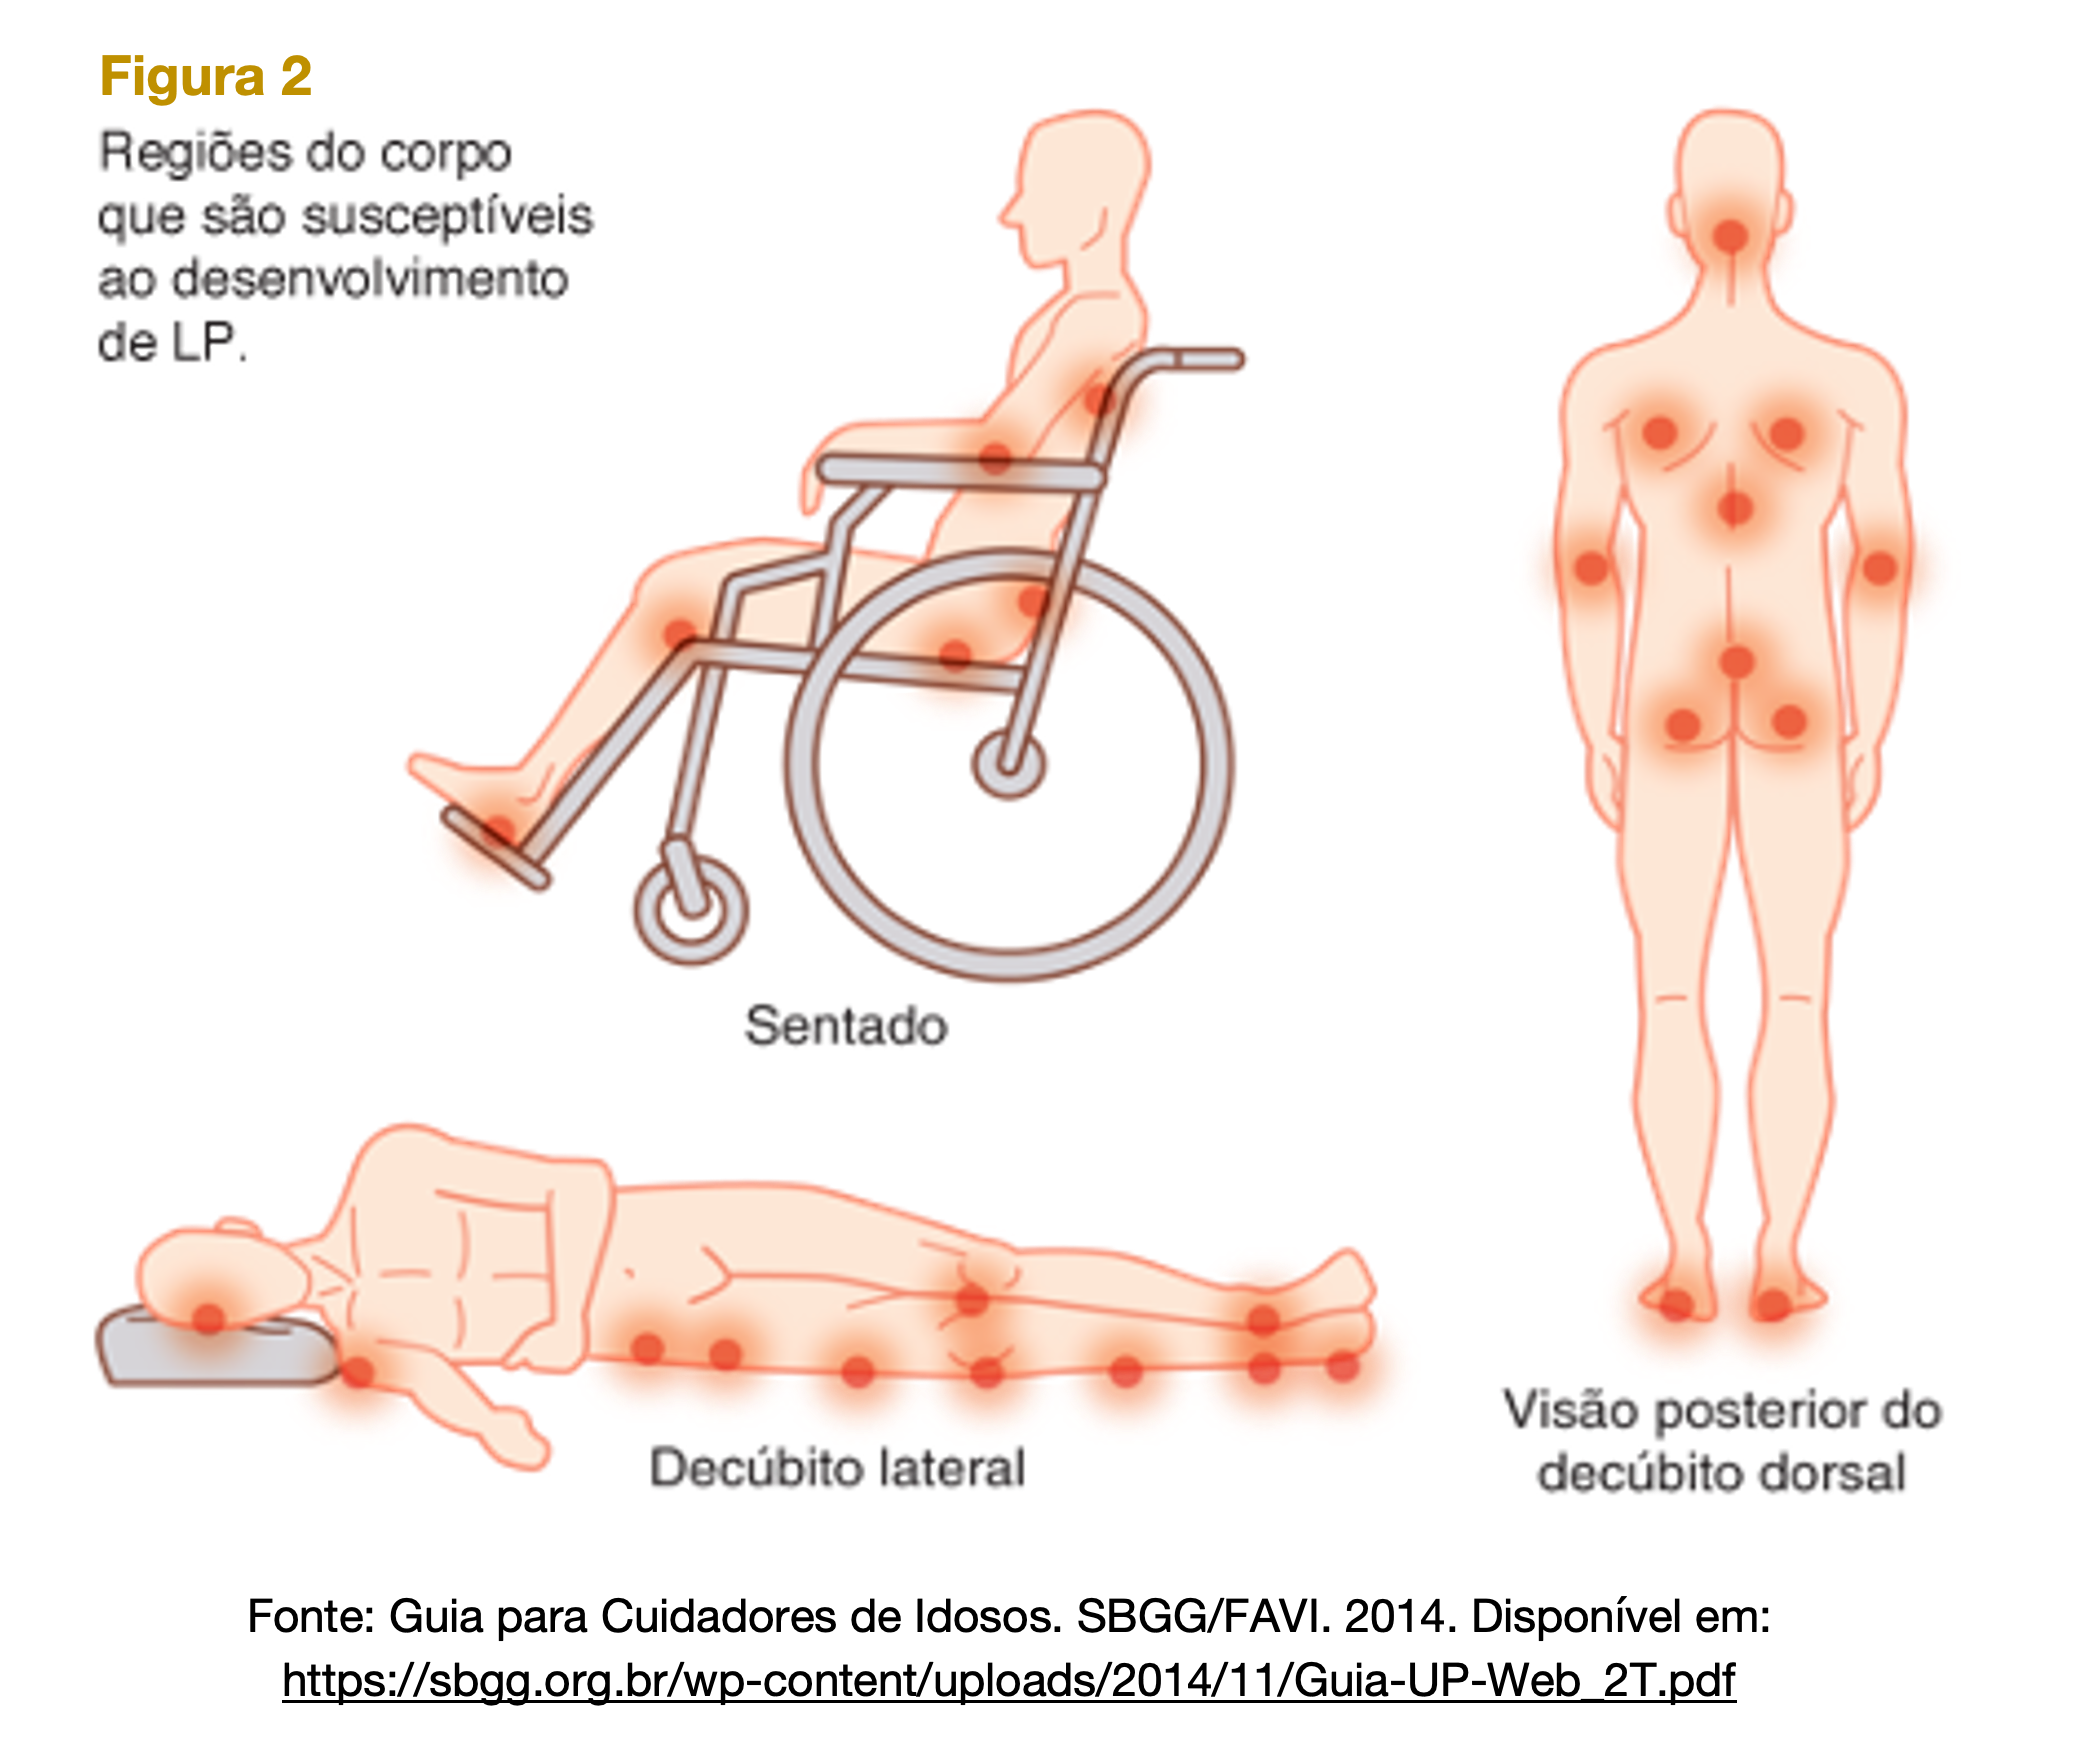 Figura 2
Regiões do corpo
que são susceptíveis
ao desenvolvimento
de LP.
Sentado
Decúbito lateral
Visão posterior do
decúbito dorsal
Fonte: Guia para Cuidadores de Idosos. SBGG/FAVI. 2014. Disponível em:
https://sbgg.org.br/wp-content/uploads/2014/11/Guia-UP-Web_2T.pdf